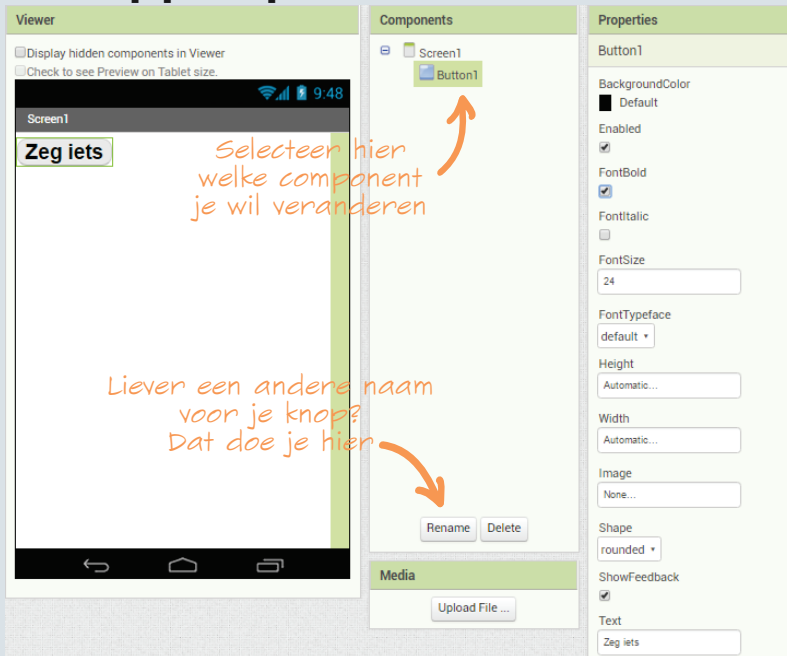 Viewer
Display hidden components in Viewer
Check to see Preview on Tablet size.
9:48
Screen1
Zeg iets
Selecteer hier
welke component
je wil veranderen
Liever een andere naam
voor je knop?
Dat doe je hier
Components
Screen1
Button1
Rename Delete
Media
Upload File ...
Properties
Button1
BackgroundColor
Default
Enabled
FontBold
FontItalic
FontSize
24
FontTypeface
default
Height
Automatic...
Width
Automatic...
Image
None...
Shape
rounded
ShowFeedback
Text
Zeg iets